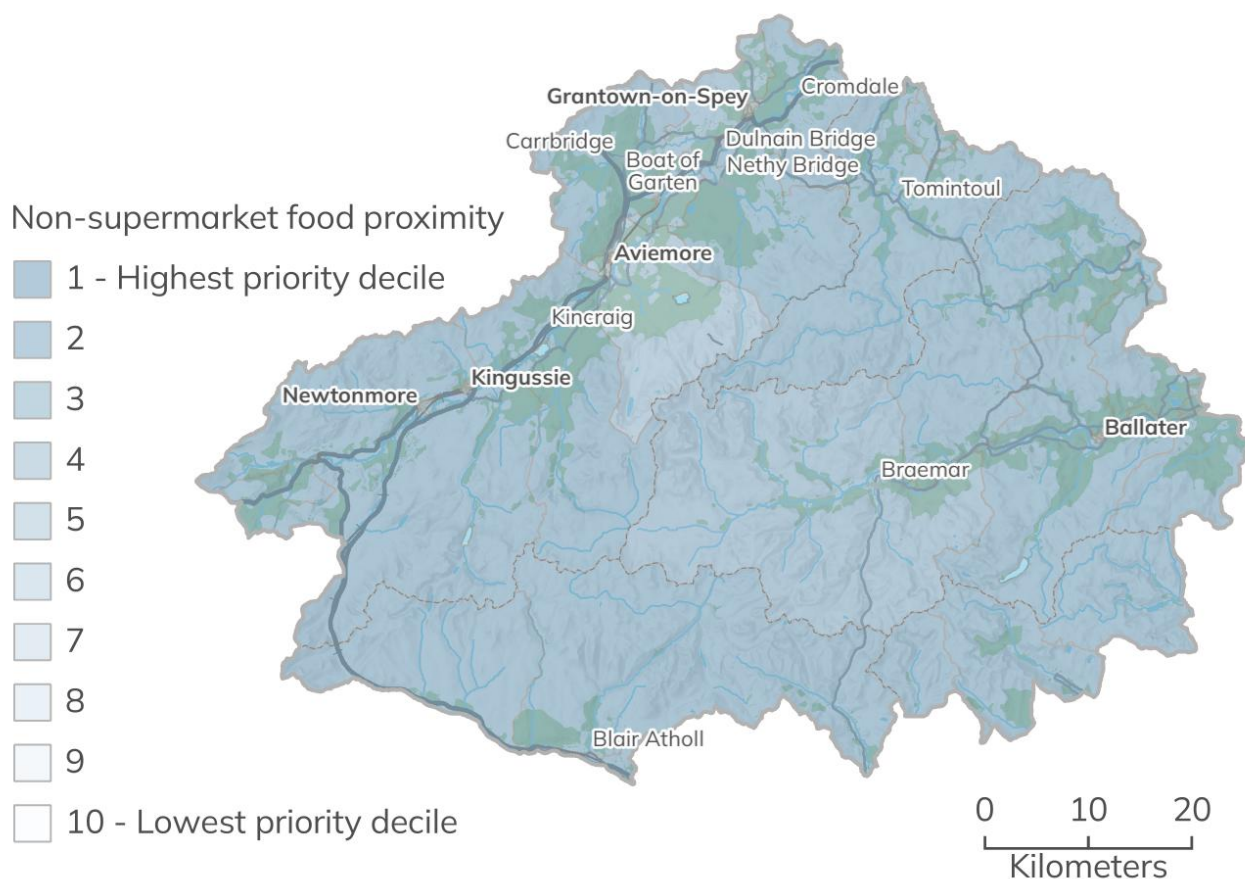 Grantown-on-Spey
Cromdale
Carrbridge
Dulnain Bridge
Boat of
Garten
Nethy Bridge
Tomintoul
Non-supermarket food proximity
Aviemore
1 - Highest priority decile
2
Kincraig
3
Kingussie
Newtonmore
Ballater
4
Braemar
5
6
7
8
Blair Atholl
9
10 - Lowest priority decile
0 10 20
Kilometers